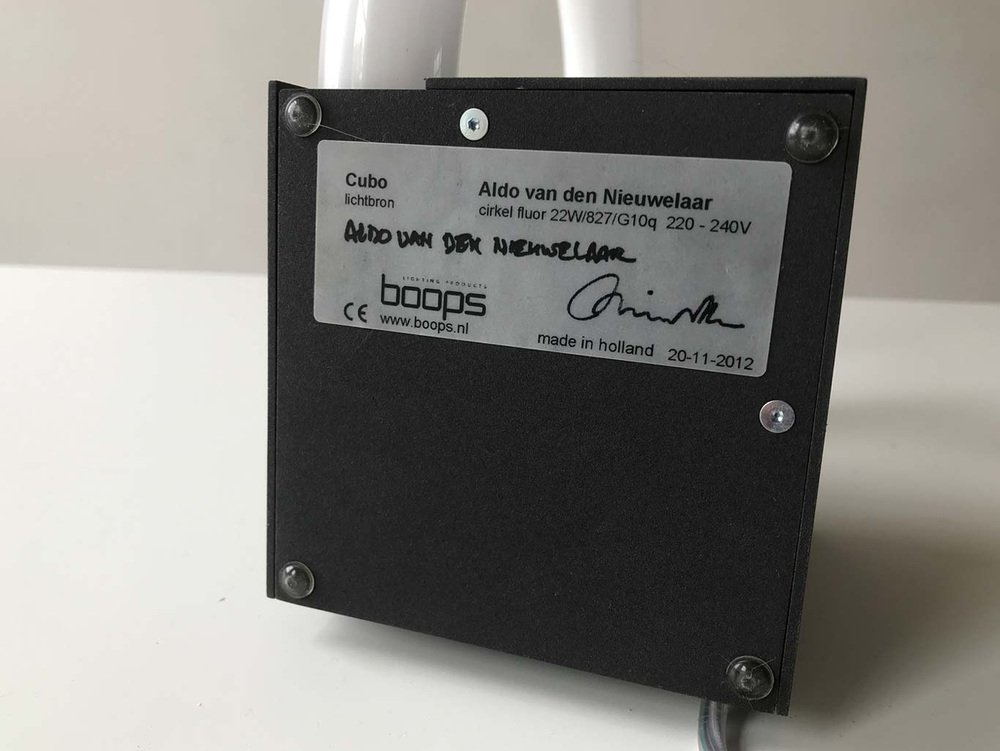 Cubo
Aldo van den Nieuwelaar
lichtbron
cirkel fluor 22W/827/G10q 220 - 240V
ALDO VAN DEN NIEUWELAAR
LIGHTING PRODUCTS
boops
CE www.boops.nl
made in holland 20-11-2012